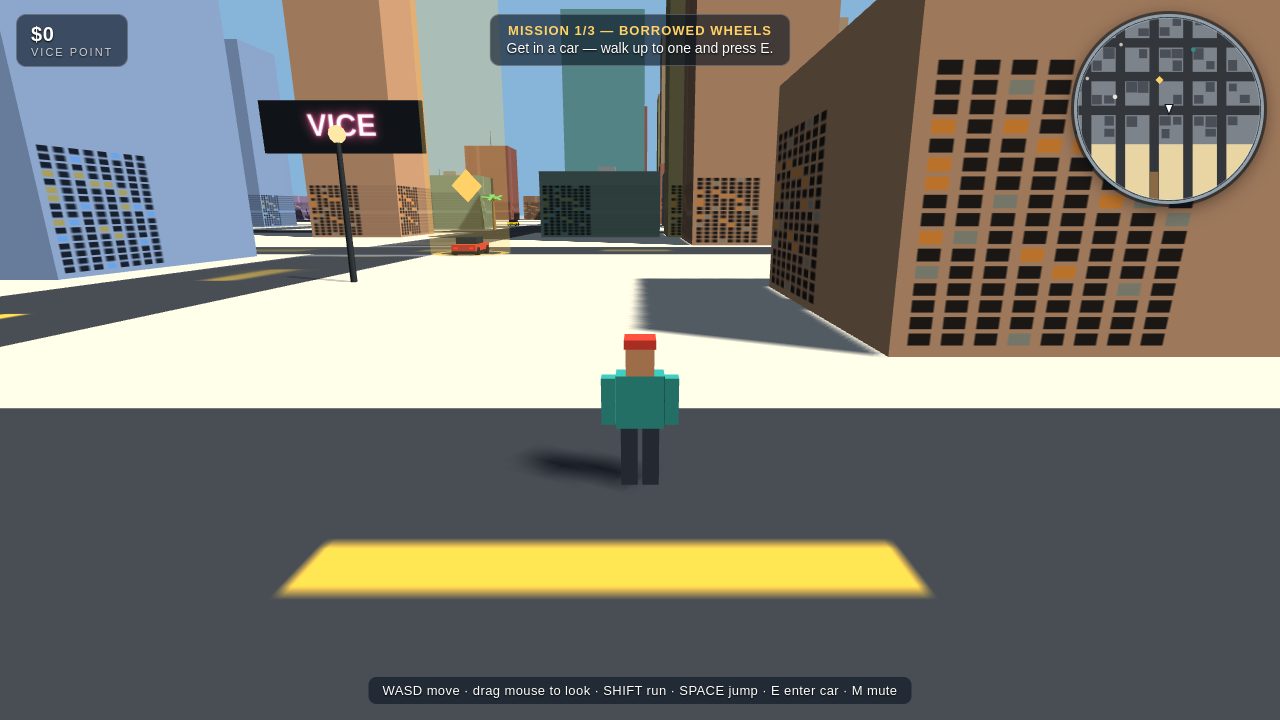 $0
VICE POINT
MISSION 1/3 — BORROWED WHEELS
Get in a car — walk up to one and press E.
VICE
WASD move · drag mouse to look · SHIFT run · SPACE jump · E enter car · M mute